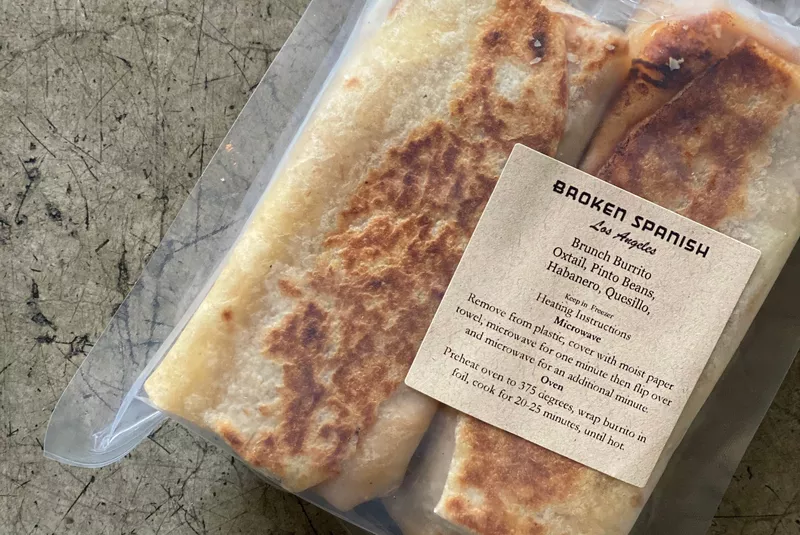 BROKEN SPANISH
Los Angeles
Brunch Burrito
Oxtail, Pinto Beans,
Habanero, Quesillo,
Keep in Freezer
Heating Instructions
Microwave
Remove from plastic, cover with moist paper
towel, microwave for one minute then flip over
and microwave for an additional minute.
Oven
Preheat oven to 375 degrees, wrap burrito in
foil, cook for 20-25 minutes, until hot.